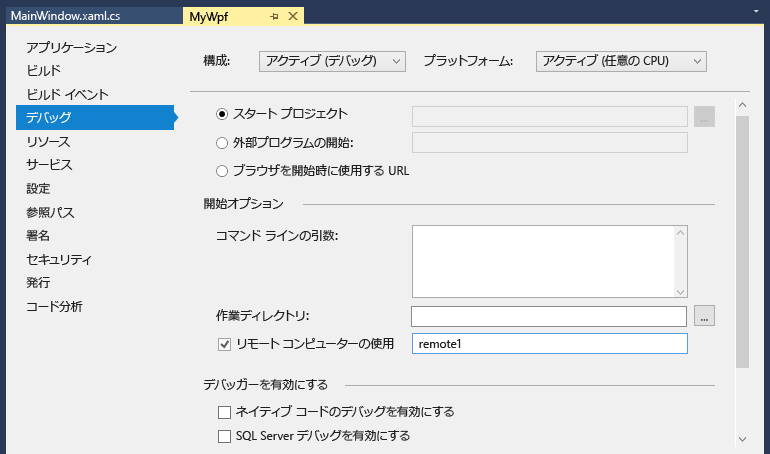 MainWindow.xaml.cs
MyWpf
アプリケーション
ビルド
ビルド イベント
デバッグ
リソース
サービス
設定
参照パス
署名
セキュリティ
発行
コード分析
構成: アクティブ (デバッグ) プラットフォーム: アクティブ (任意の CPU)
スタート プロジェクト ...
外部プログラムの開始:
ブラウザを開始時に使用する URL
開始オプション
コマンド ラインの引数:
作業ディレクトリ: ...
リモート コンピューターの使用 remote1
デバッガーを有効にする
ネイティブ コードのデバッグを有効にする
SQL Server デバッグを有効にする